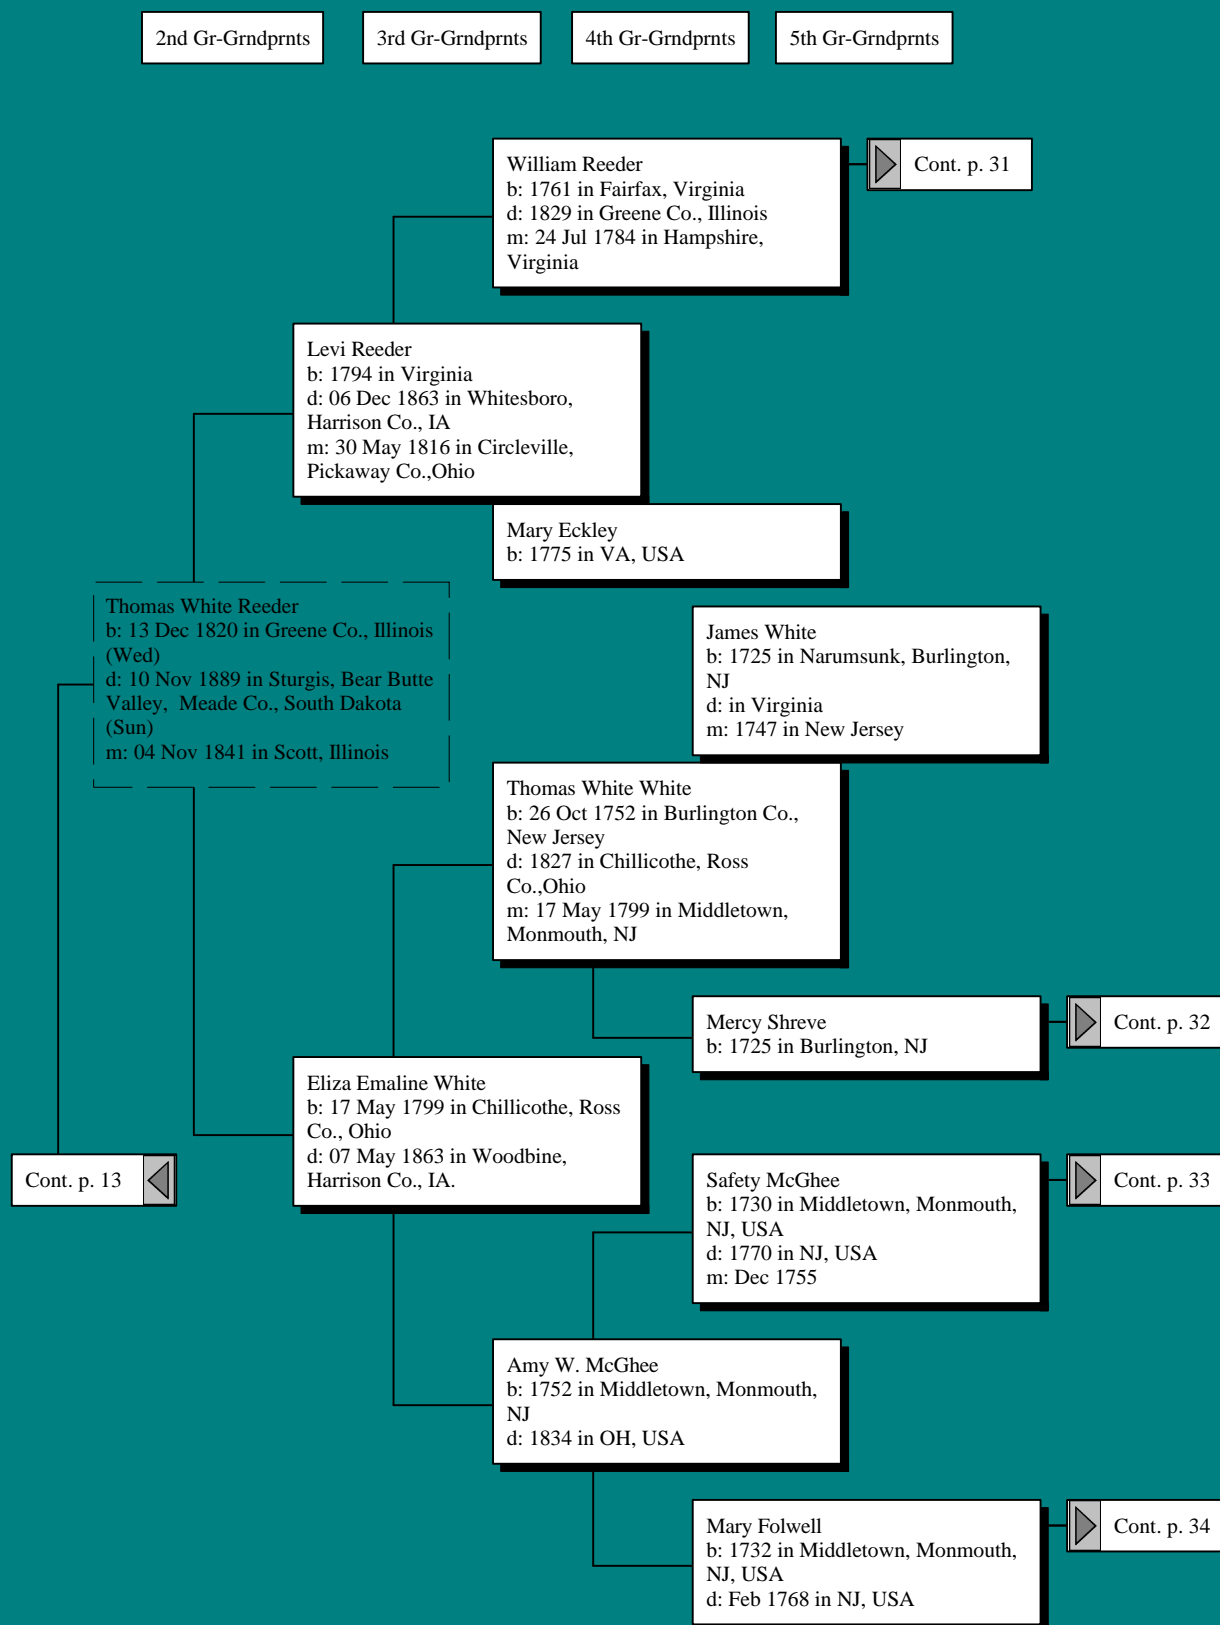 2nd Gr-Grndprnts
3rd Gr-Grndprnts
4th Gr-Grndprnts
5th Gr-Grndprnts
William Reeder
b: 1761 in Fairfax, Virginia
d: 1829 in Greene Co., Illinois
m: 24 Jul 1784 in Hampshire,
Virginia
Cont. p. 31
Levi Reeder
b: 1794 in Virginia
d: 06 Dec 1863 in Whitesboro,
Harrison Co., IA
m: 30 May 1816 in Circleville,
Pickaway Co.,Ohio
Mary Eckley
b: 1775 in VA, USA
Thomas White Reeder
b: 13 Dec 1820 in Greene Co., Illinois
(Wed)
d: 10 Nov 1889 in Sturgis, Bear Butte
Valley,  Meade Co., South Dakota
(Sun)
m: 04 Nov 1841 in Scott, Illinois
James White
b: 1725 in Narumsunk, Burlington,
NJ
d: in Virginia
m: 1747 in New Jersey
Thomas White White
b: 26 Oct 1752 in Burlington Co.,
New Jersey
d: 1827 in Chillicothe, Ross
Co.,Ohio
m: 17 May 1799 in Middletown,
Monmouth, NJ
Mercy Shreve
b: 1725 in Burlington, NJ
Cont. p. 32
Eliza Emaline White
b: 17 May 1799 in Chillicothe, Ross
Co., Ohio
d: 07 May 1863 in Woodbine,
Harrison Co., IA.
Cont. p. 13
Safety McGhee
b: 1730 in Middletown, Monmouth,
NJ, USA
d: 1770 in NJ, USA
m: Dec 1755
Cont. p. 33
Amy W. McGhee
b: 1752 in Middletown, Monmouth,
NJ
d: 1834 in OH, USA
Mary Folwell
b: 1732 in Middletown, Monmouth,
NJ, USA
d: Feb 1768 in NJ, USA
Cont. p. 34